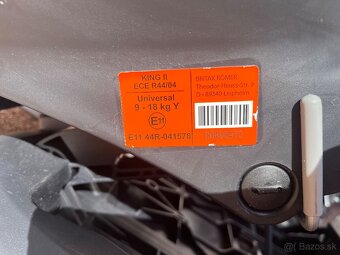 KING II
ECE R44/04
Universal
9 - 18 kg Y
E11
E11 44R-041578
BRITAX RÖMER
Theodor-Heuss-Str. 9
D - 89340 Leipheim
bazos.sk